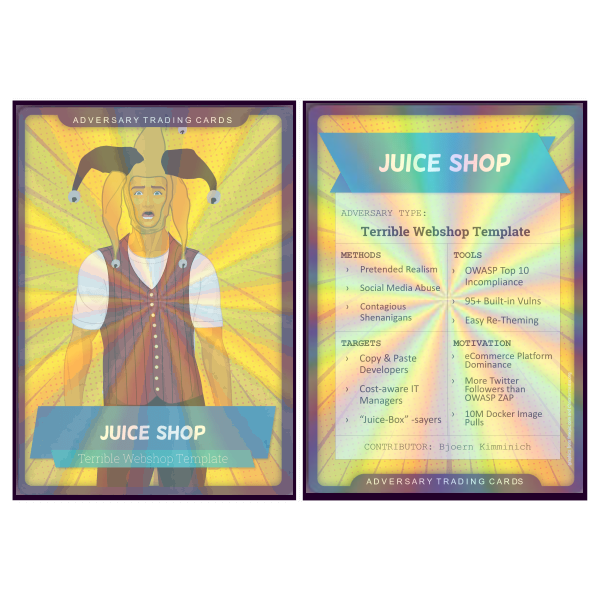 ADVERSARY TRADING CARDS
JUICE SHOP
Terrible Webshop Template
JUICE SHOP
ADVERSARY TYPE:
Terrible Webshop Template
METHODS
› Pretended Realism
› Social Media Abuse
› Contagious
Shenanigans
TOOLS
› OWASP Top 10
Incompliance
› 95+ Built-in Vulns
› Easy Re-Theming
TARGETS
› Copy & Paste
Developers
› Cost-aware IT
Managers
› “Juice-Box” -sayers
MOTIVATION
› eCommerce Platform
Dominance
› More Twitter
Followers than
OWASP ZAP
› 10M Docker Image
Pulls
CONTRIBUTOR: Bjoern Kimminich
ADVERSARY TRADING CARDS